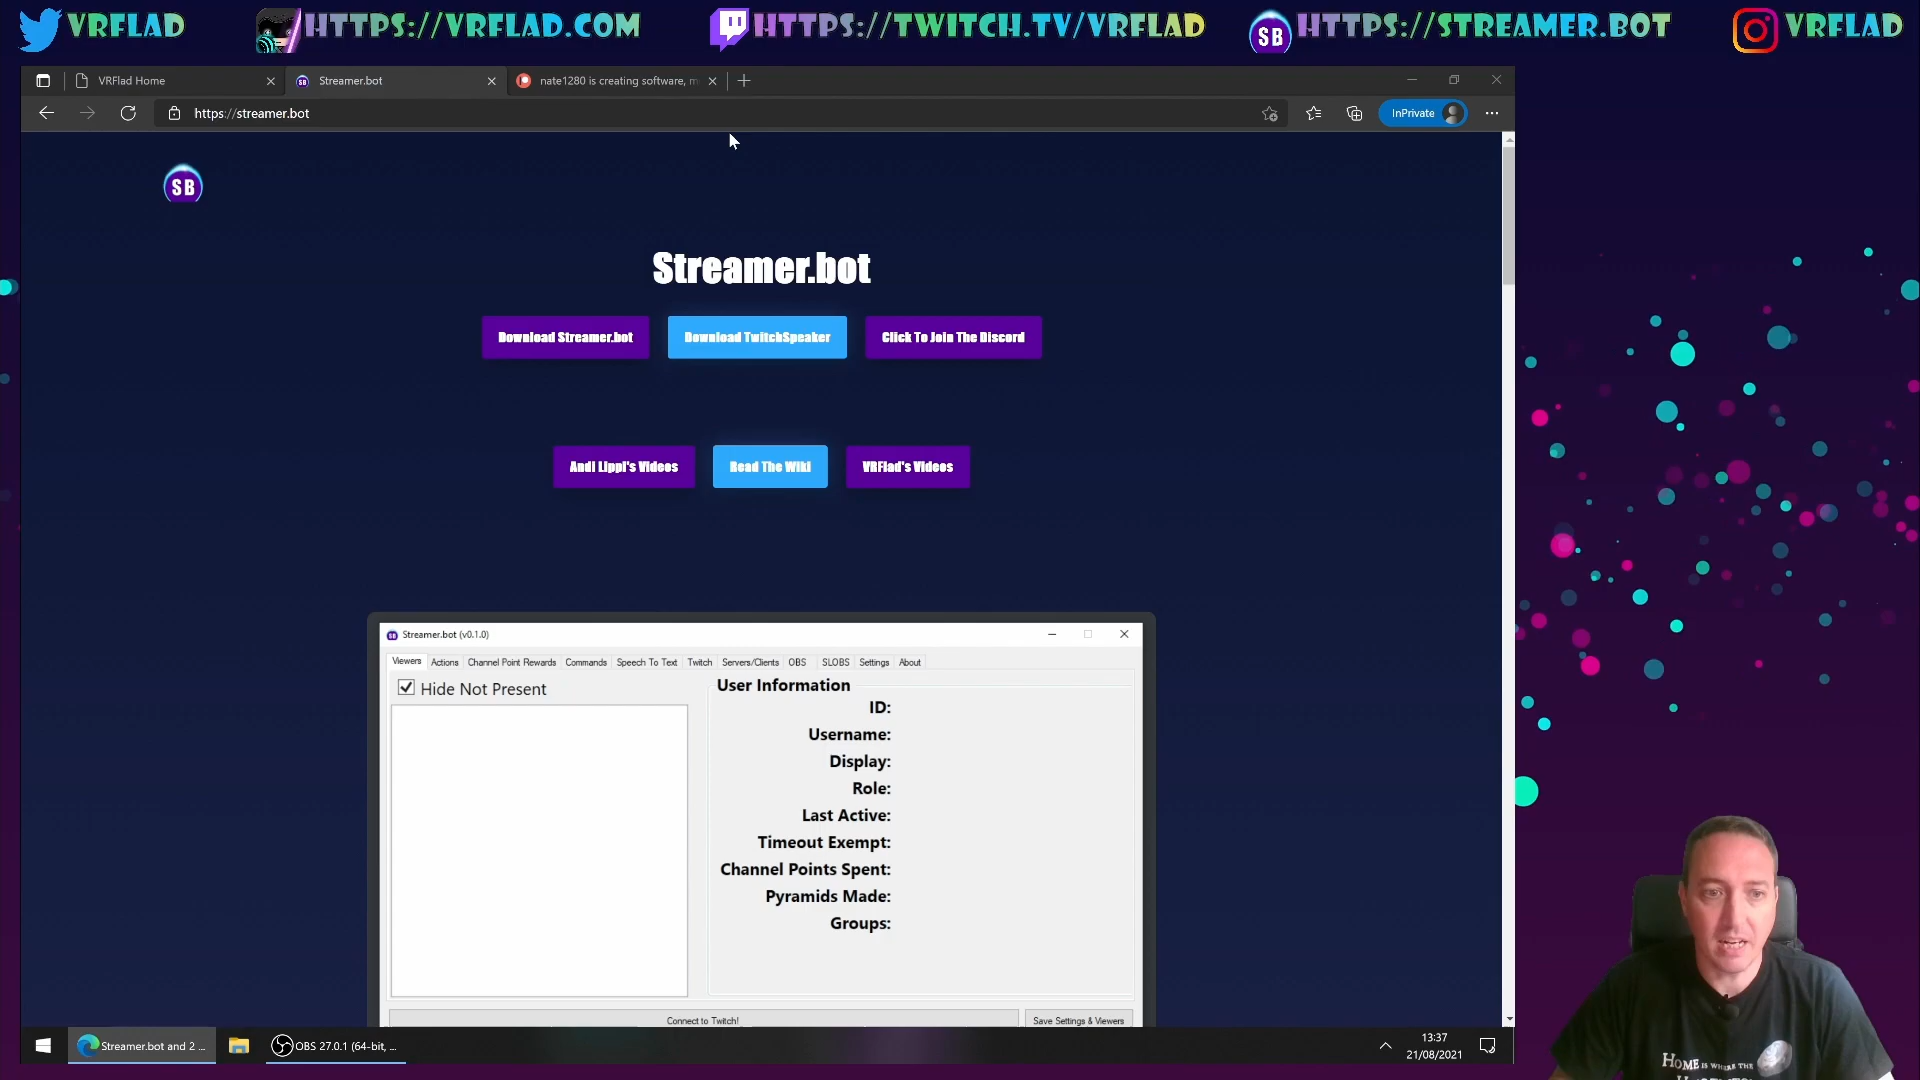 VRFLAD
HTTPS://VRFLAD.COM
HTTPS://TWITCH.TV/VRFLAD
SB
HTTPS://STREAMER.BOT
VRFLAD
VRFlad Home
Streamer.bot
nate1280 is creating software, m
https://streamer.bot
InPrivate
SB
Streamer.bot
Download Streamer.bot
Download TwitchSpeaker
Click To Join The Discord
Andi Lippi's Videos
Read The Wiki
VRFlad's Videos
Streamer.bot (v0.1.0)
Viewers
Actions
Channel Point Rewards
Commands
Speech To Text
Twitch
Servers/Clients
OBS
SLOBS
Settings
About
Hide Not Present
User Information
ID:
Username:
Display:
Role:
Last Active:
Timeout Exempt:
Channel Points Spent:
Pyramids Made:
Groups:
Connect to Twitch!
Save Settings & Viewers
Streamer.bot and 2 ...
OBS 27.0.1 (64-bit, ...
13:37
21/08/2021
HOME IS WHERE THE